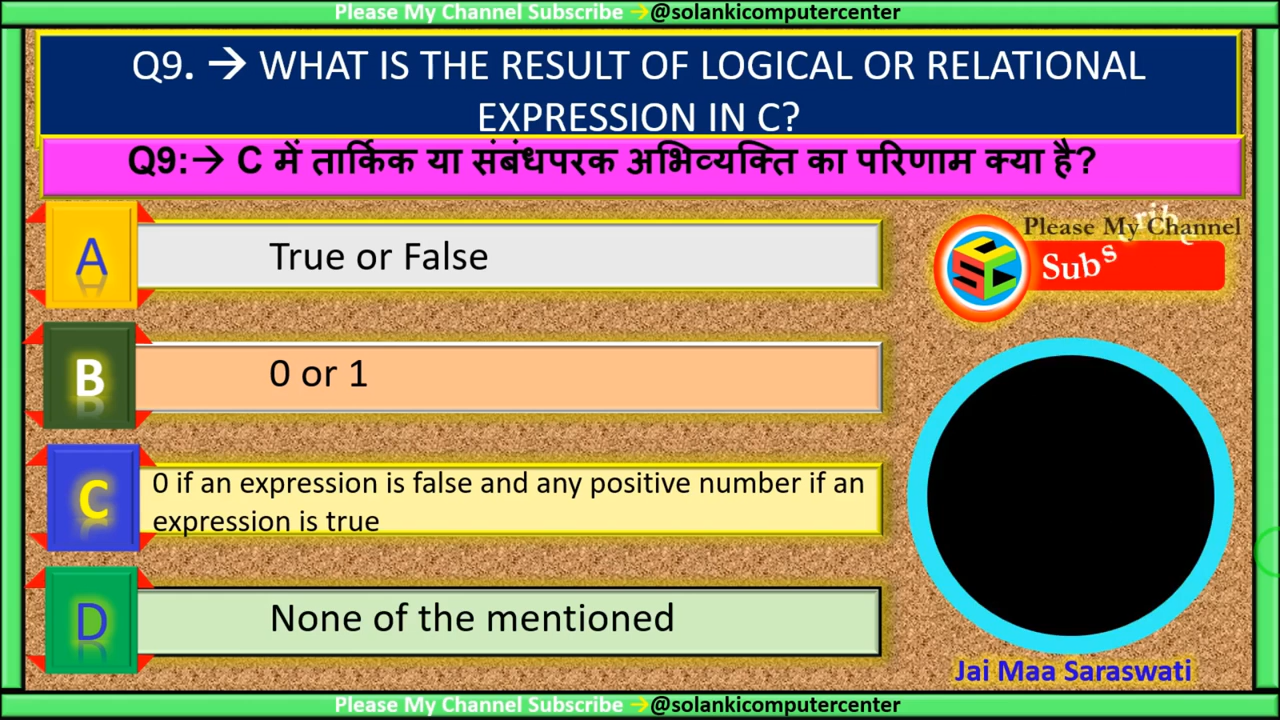 Please My Channel Subscribe →@solankicomputercenter
Q9. → WHAT IS THE RESULT OF LOGICAL OR RELATIONAL
EXPRESSION IN C?
Q9:→ C में तार्किक या संबंधपरक अभिव्यक्ति का परिणाम क्या है?
A True or False
Please My Channel
Subscribe
SCC
B 0 or 1
C 0 if an expression is false and any positive number if an
expression is true
D None of the mentioned
Jai Maa Saraswati
Please My Channel Subscribe →@solankicomputercenter